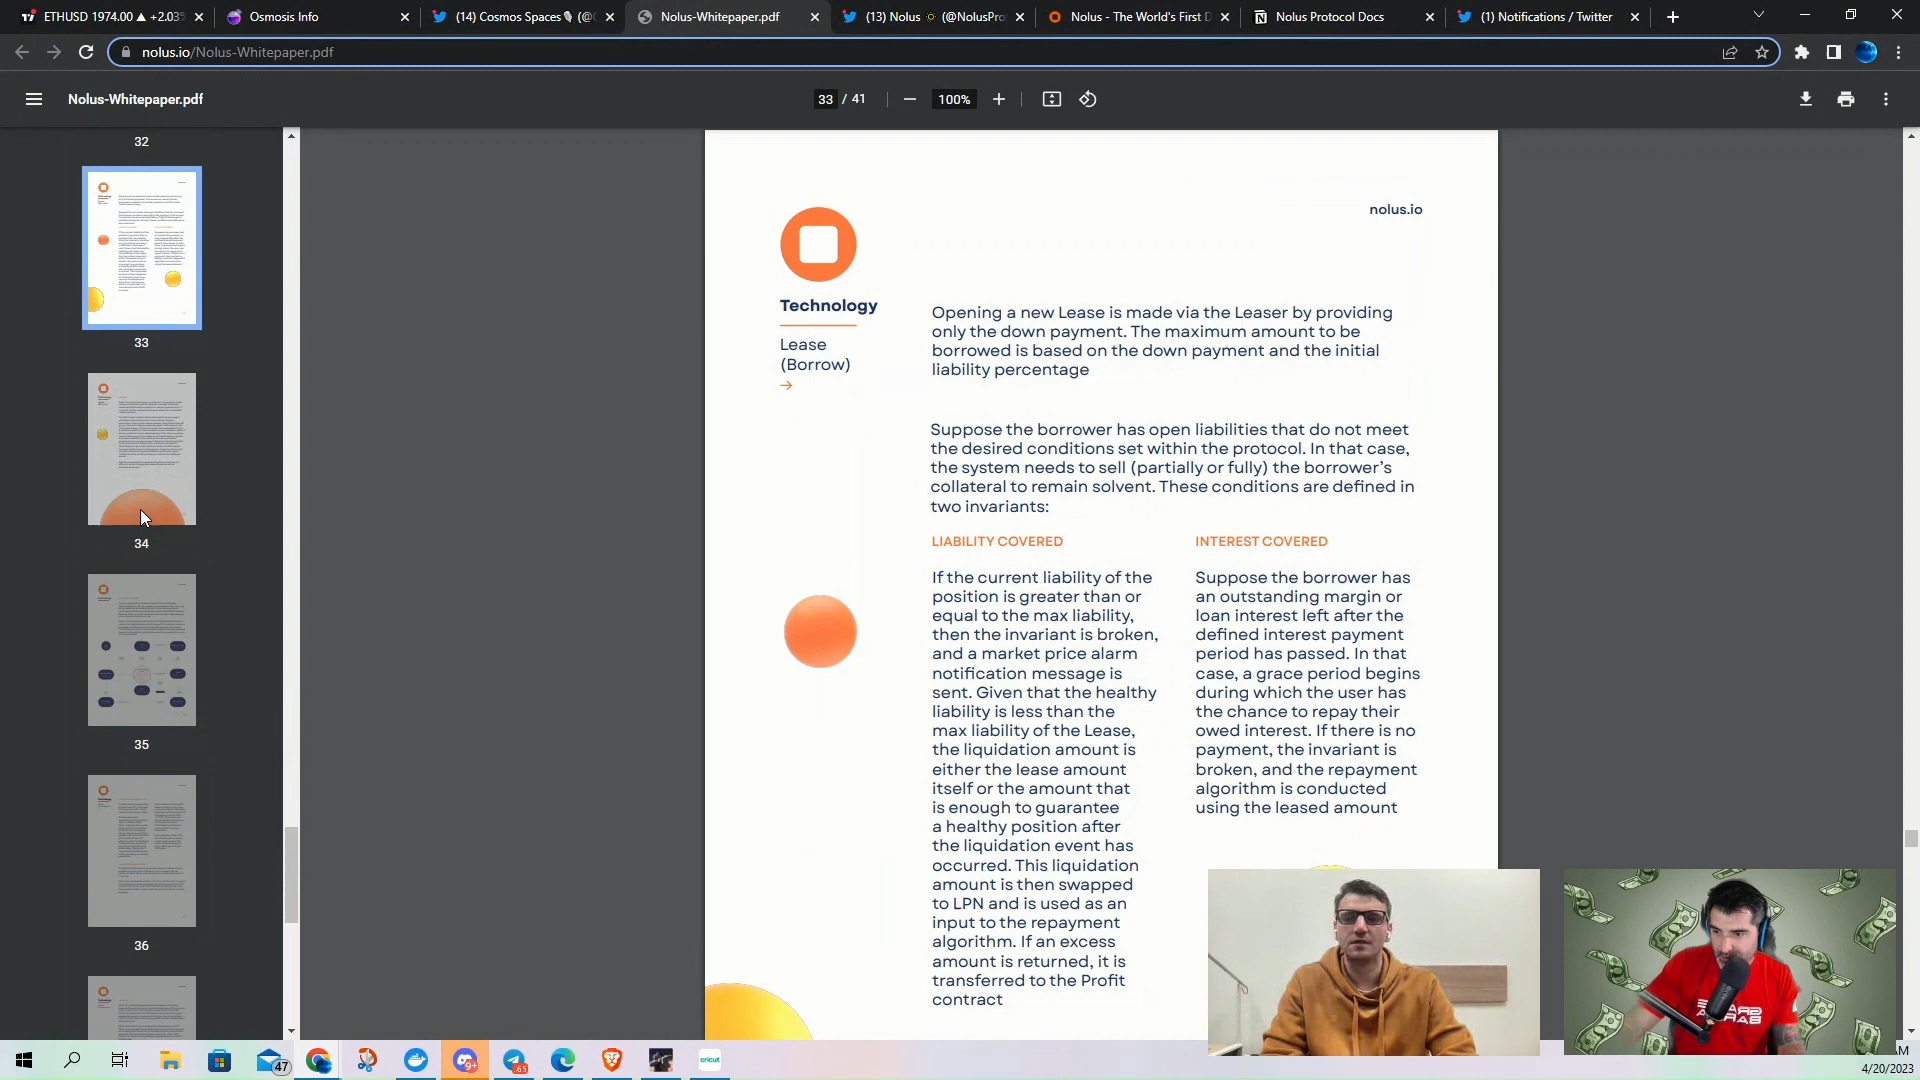 ETHUSD 1974.00 ▲ +2.03%
Osmosis Info
(14) Cosmos Spaces
Nolus-Whitepaper.pdf
(13) Nolus
Nolus - The World's First D
Nolus Protocol Docs
(1) Notifications / Twitter
nolus.io/Nolus-Whitepaper.pdf
Nolus-Whitepaper.pdf
33 / 41
100%
32
33
34
35
36
nolus.io
Technology
Lease
(Borrow)
→
Opening a new Lease is made via the Leaser by providing
only the down payment. The maximum amount to be
borrowed is based on the down payment and the initial
liability percentage
Suppose the borrower has open liabilities that do not meet
the desired conditions set within the protocol. In that case,
the system needs to sell (partially or fully) the borrower's
collateral to remain solvent. These conditions are defined in
two invariants:
LIABILITY COVERED
If the current liability of the
position is greater than or
equal to the max liability,
then the invariant is broken,
and a market price alarm
notification message is
sent. Given that the healthy
liability is less than the
max liability of the Lease,
the liquidation amount is
either the lease amount
itself or the amount that
is enough to guarantee
a healthy position after
the liquidation event has
occurred. This liquidation
amount is then swapped
to LPN and is used as an
input to the repayment
algorithm. If an excess
amount is returned, it is
transferred to the Profit
contract
INTEREST COVERED
Suppose the borrower has
an outstanding margin or
loan interest left after the
defined interest payment
period has passed. In that
case, a grace period begins
during which the user has
the chance to repay their
owed interest. If there is no
payment, the invariant is
broken, and the repayment
algorithm is conducted
using the leased amount
47
9+
65
cricut
4/20/2023